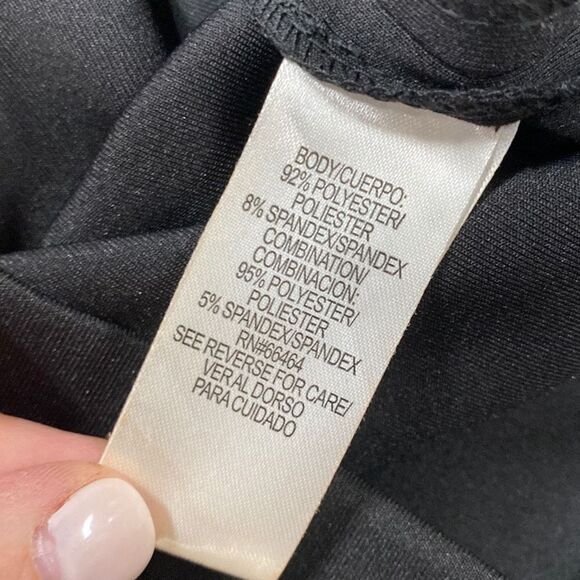 BODY/CUERPO:
92% POLYESTER/
POLIESTER
8% SPANDEX/SPANDEX
COMBINATION/
COMBINACION:
95% POLYESTER/
POLIESTER
5% SPANDEX/SPANDEX
RN#66464
SEE REVERSE FOR CARE/
VER AL DORSO
PARA CUIDADO